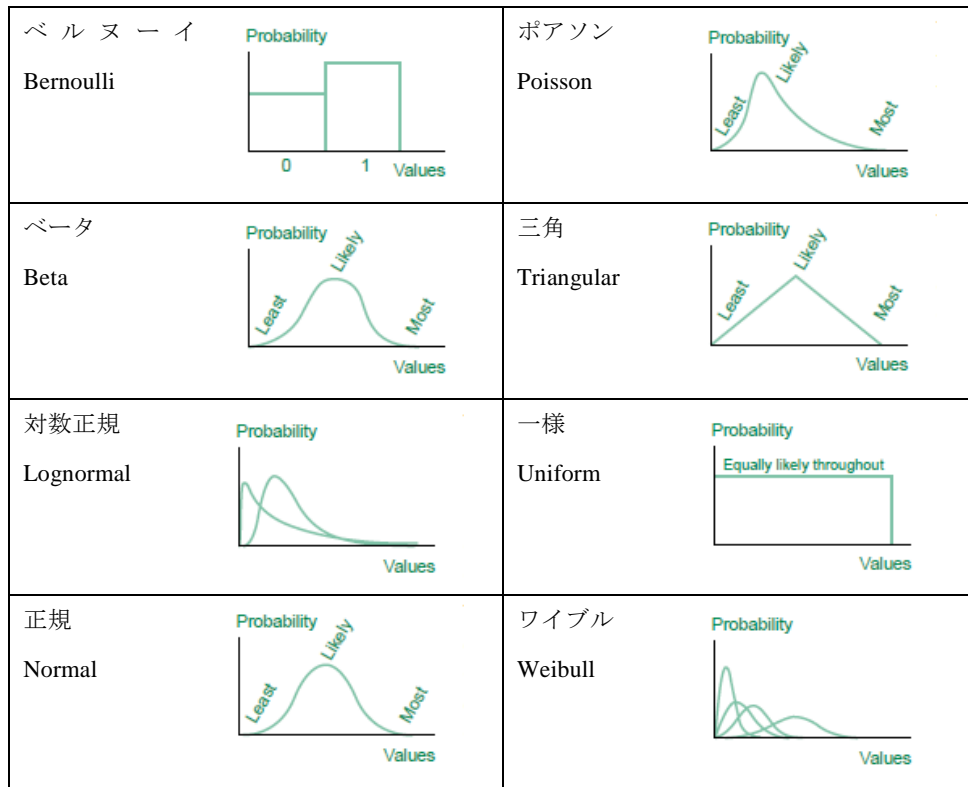 ベルヌーイ
Bernoulli
Probability
0 1 Values
ポアソン
Poisson
Probability
Least
Likely
Most
Values
ベータ
Beta
Probability
Least
Likely
Most
Values
三角
Triangular
Probability
Least
Likely
Most
Values
対数正規
Lognormal
Probability
Values
一様
Uniform
Probability
Equally likely throughout
Values
正規
Normal
Probability
Least
Likely
Most
Values
ワイブル
Weibull
Probability
Values